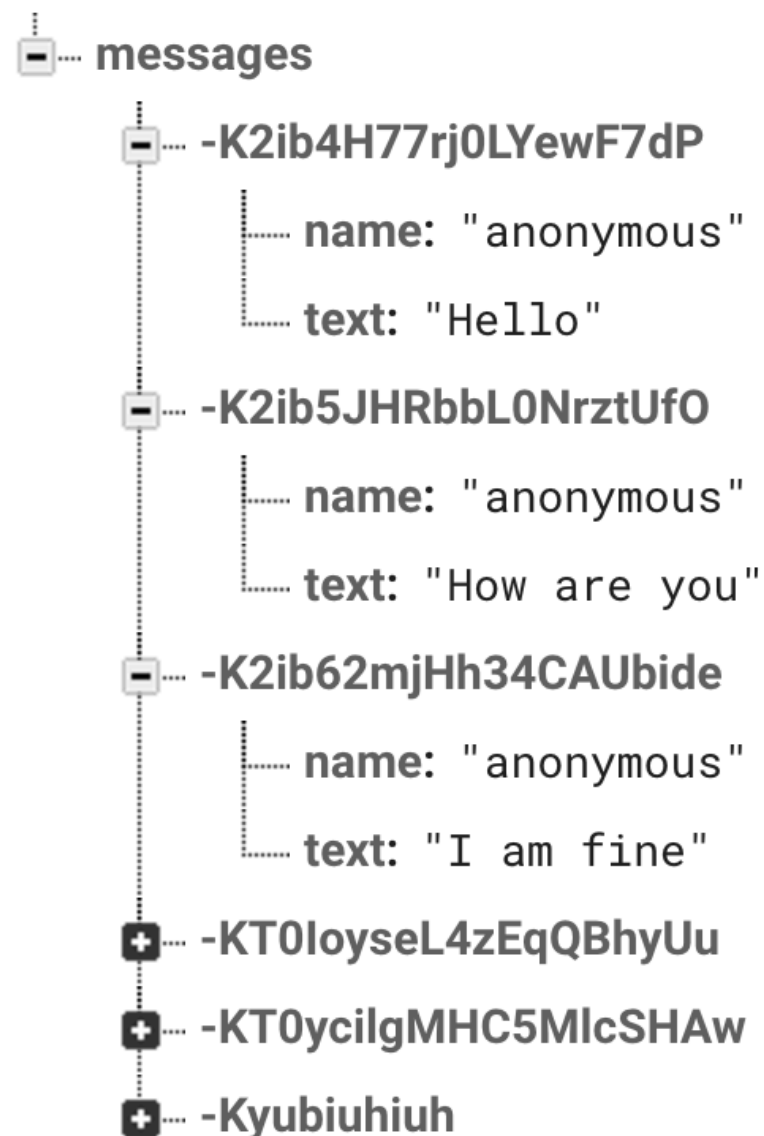 messages
-K2ib4H77rj0LYewF7dP
name: "anonymous"
text: "Hello"
-K2ib5JHRbbL0NrztUfO
name: "anonymous"
text: "How are you"
-K2ib62mjHh34CAUbide
name: "anonymous"
text: "I am fine"
-KT0IoyseL4zEqQBhyUu
-KT0ycilgMHC5MlcSHAw
-Kyubiuhiuh